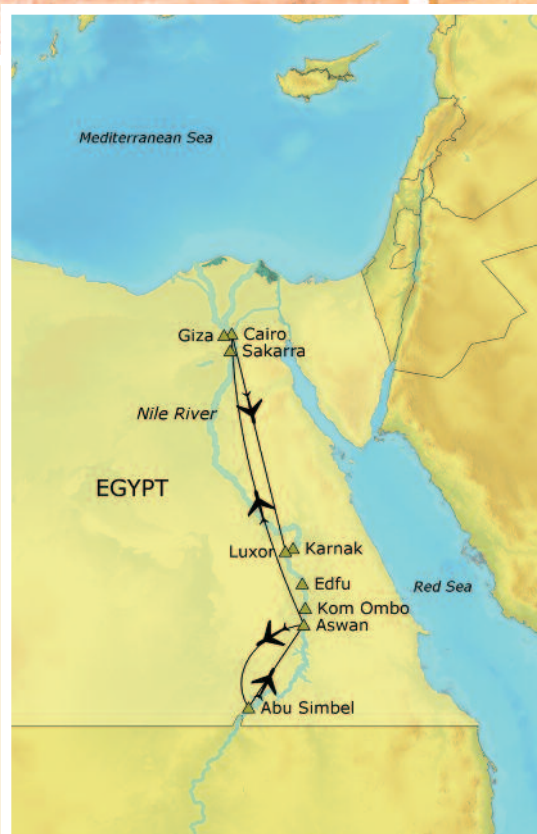 Mediterranean Sea
Giza
Cairo
Sakarra
Nile River
EGYPT
Luxor
Karnak
Edfu
Red Sea
Kom Ombo
Aswan
Abu Simbel